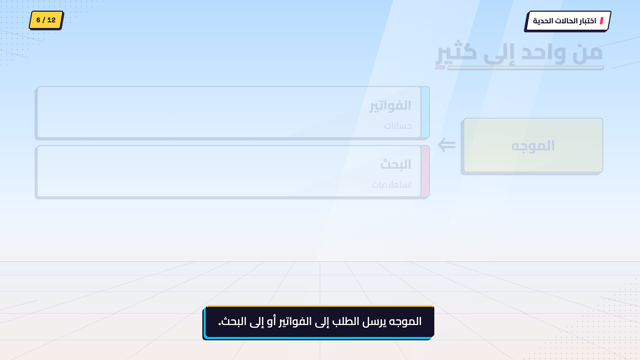 اختبار الحالات الحدية
6 / 12
من واحد إلى كثير
الموجه
⇐
الفواتير
حسابات
البحث
استعلامات
الموجه يرسل الطلب إلى الفواتير أو إلى البحث.